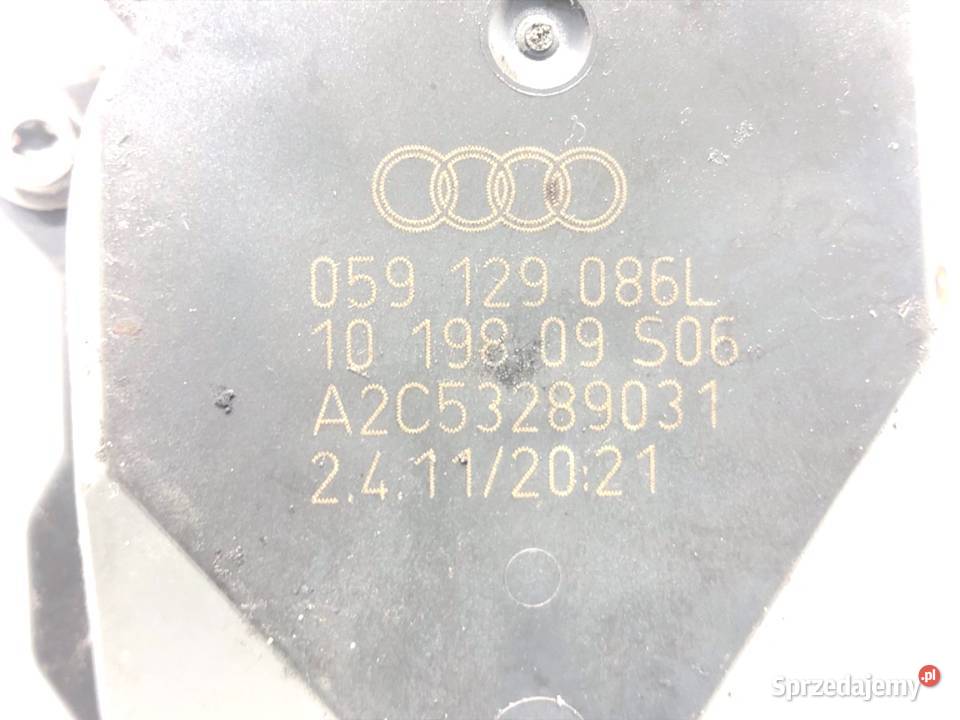 059 129 086L
10 198 09 S06
A2C53289031
2.4.11/20:21
Sprzedajemy.pl